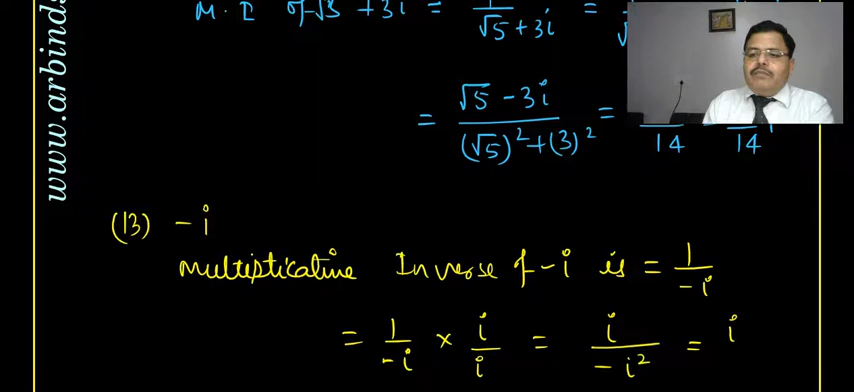 M. I of √5 + 3i = 1/(√5 + 3i) =
= (√5 - 3i)/((√5)² + (3)²) = /14 /14 i
(13) - i
Multiplicative Inverse of - i is = 1/(-i)
= 1/(-i) × i/i = i/(-i²) = i
www.arbinds